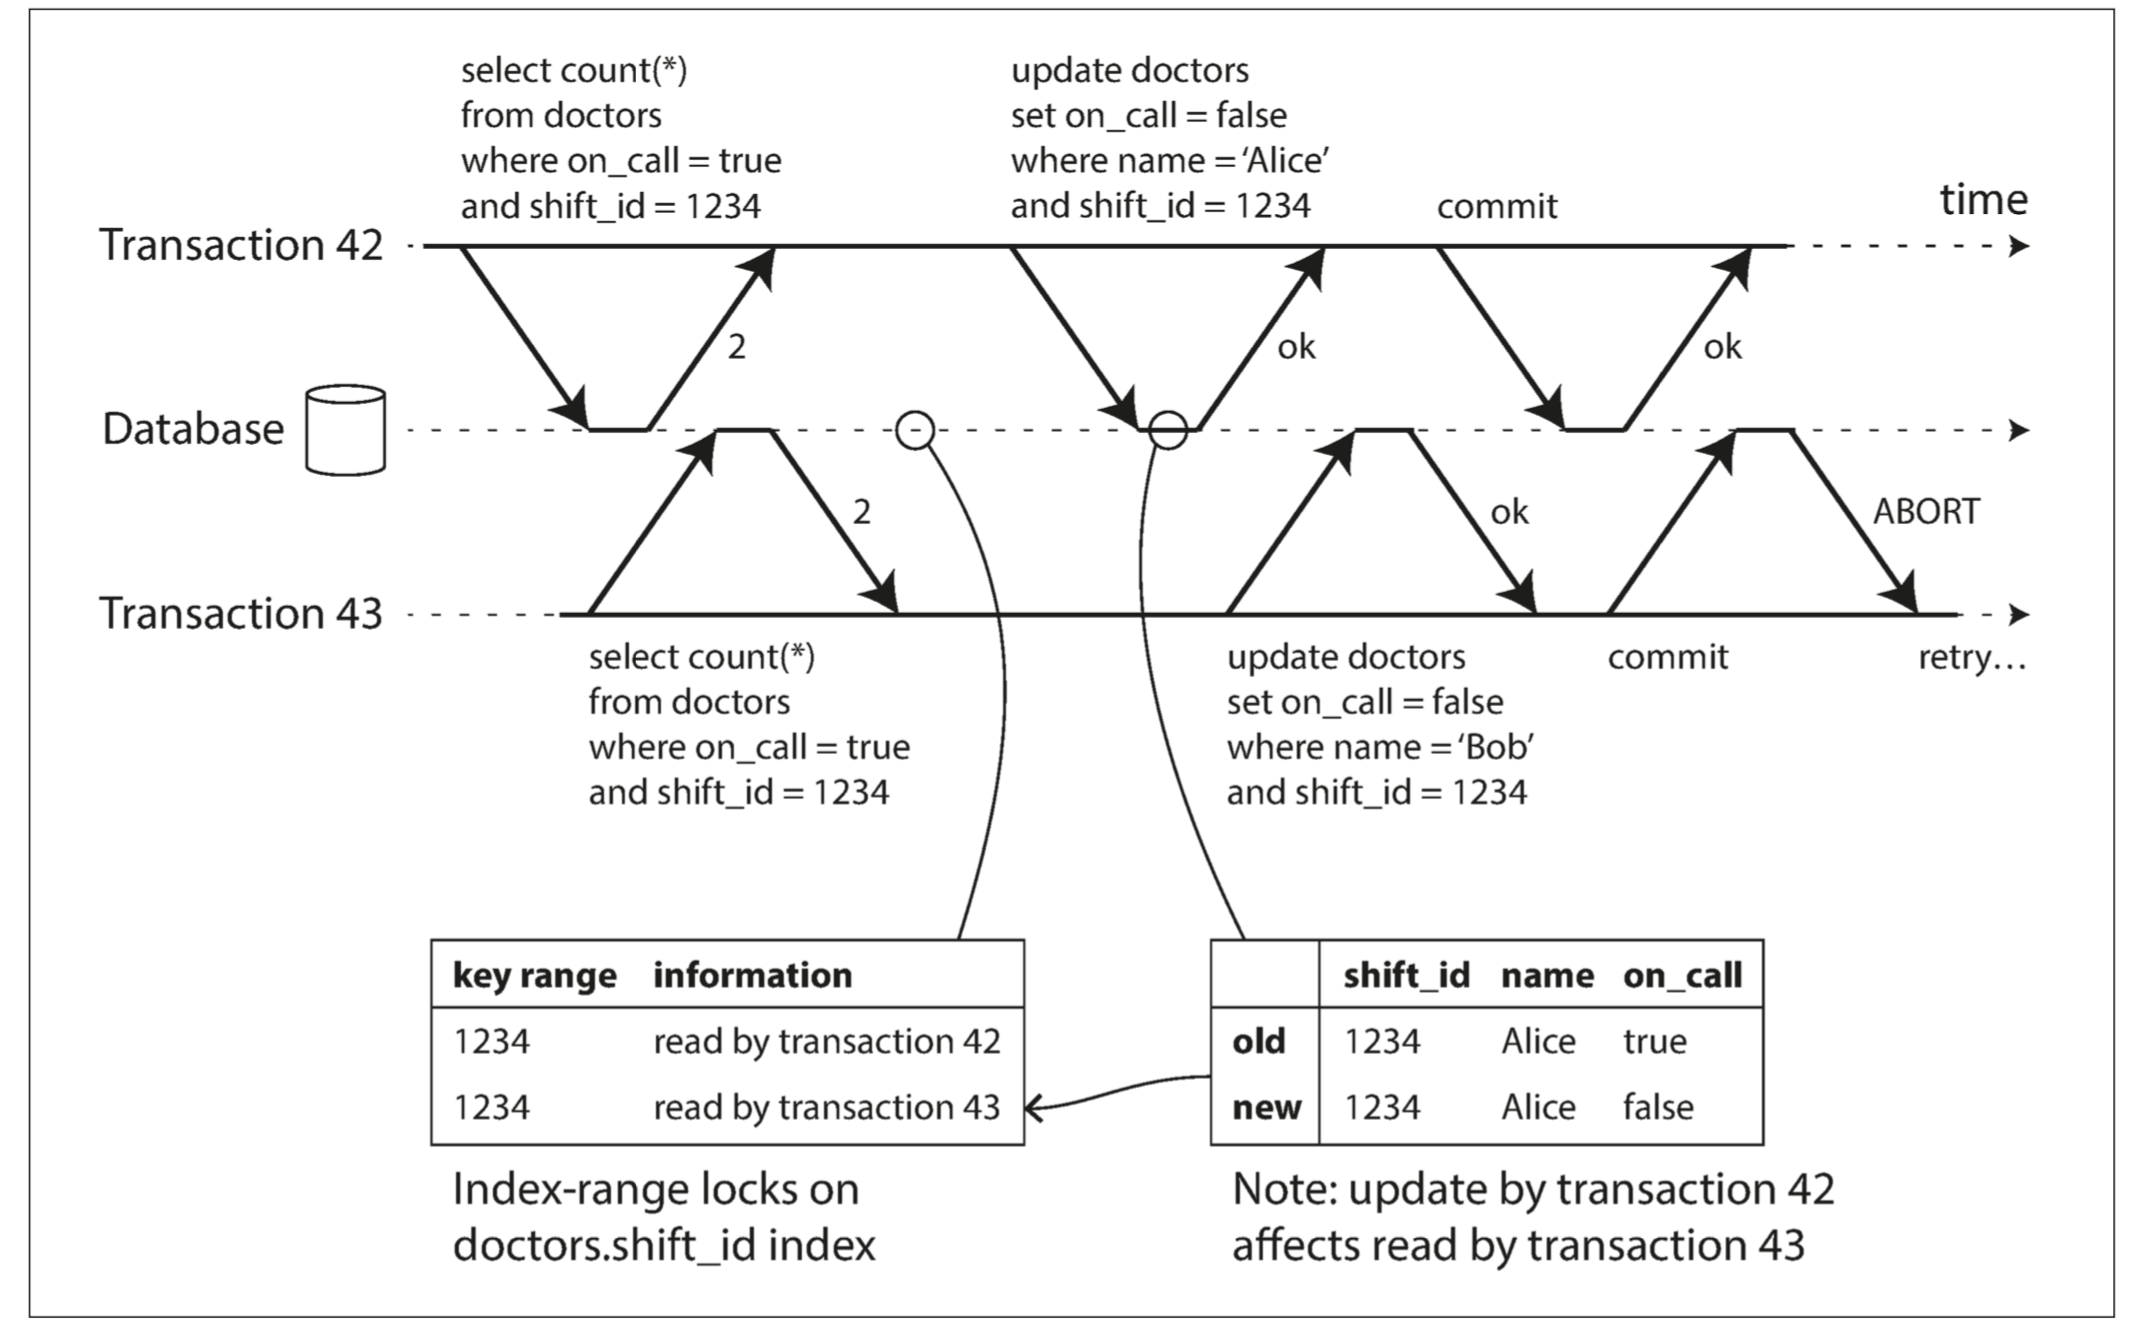 select count(*)
from doctors
where on_call = true
and shift_id = 1234
update doctors
set on_call = false
where name = ‘Alice’
and shift_id = 1234
commit
time
Transaction 42
2
ok
ok
Database
2
ok
ABORT
Transaction 43
select count(*)
from doctors
where on_call = true
and shift_id = 1234
update doctors
set on_call = false
where name = ‘Bob’
and shift_id = 1234
commit
retry…
key range information
1234 read by transaction 42
1234 read by transaction 43
Index-range locks on
doctors.shift_id index
shift_id name on_call
old 1234 Alice true
new 1234 Alice false
Note: update by transaction 42
affects read by transaction 43